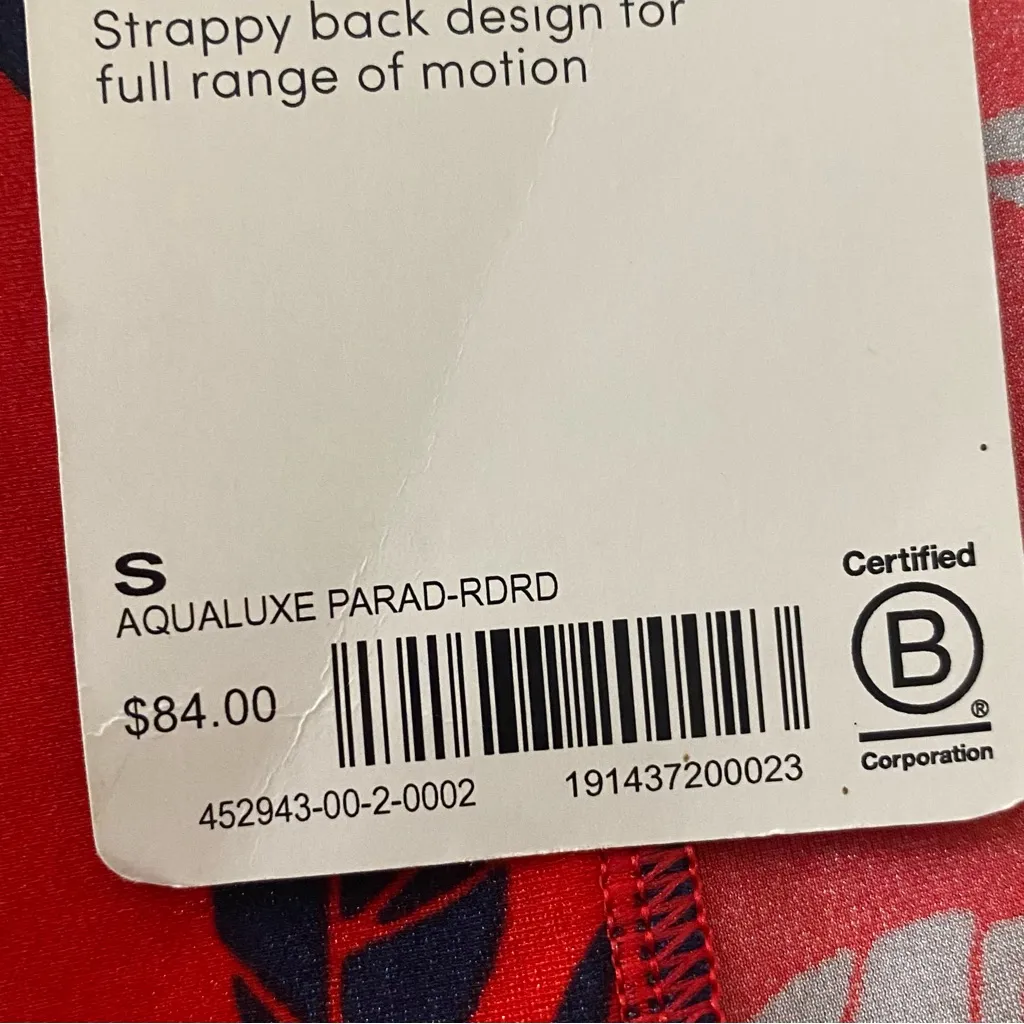 Strappy back design for
full range of motion
S
AQUALUXE PARAD-RDRD
$84.00
452943-00-2-0002
191437200023
Certified
B
®
Corporation